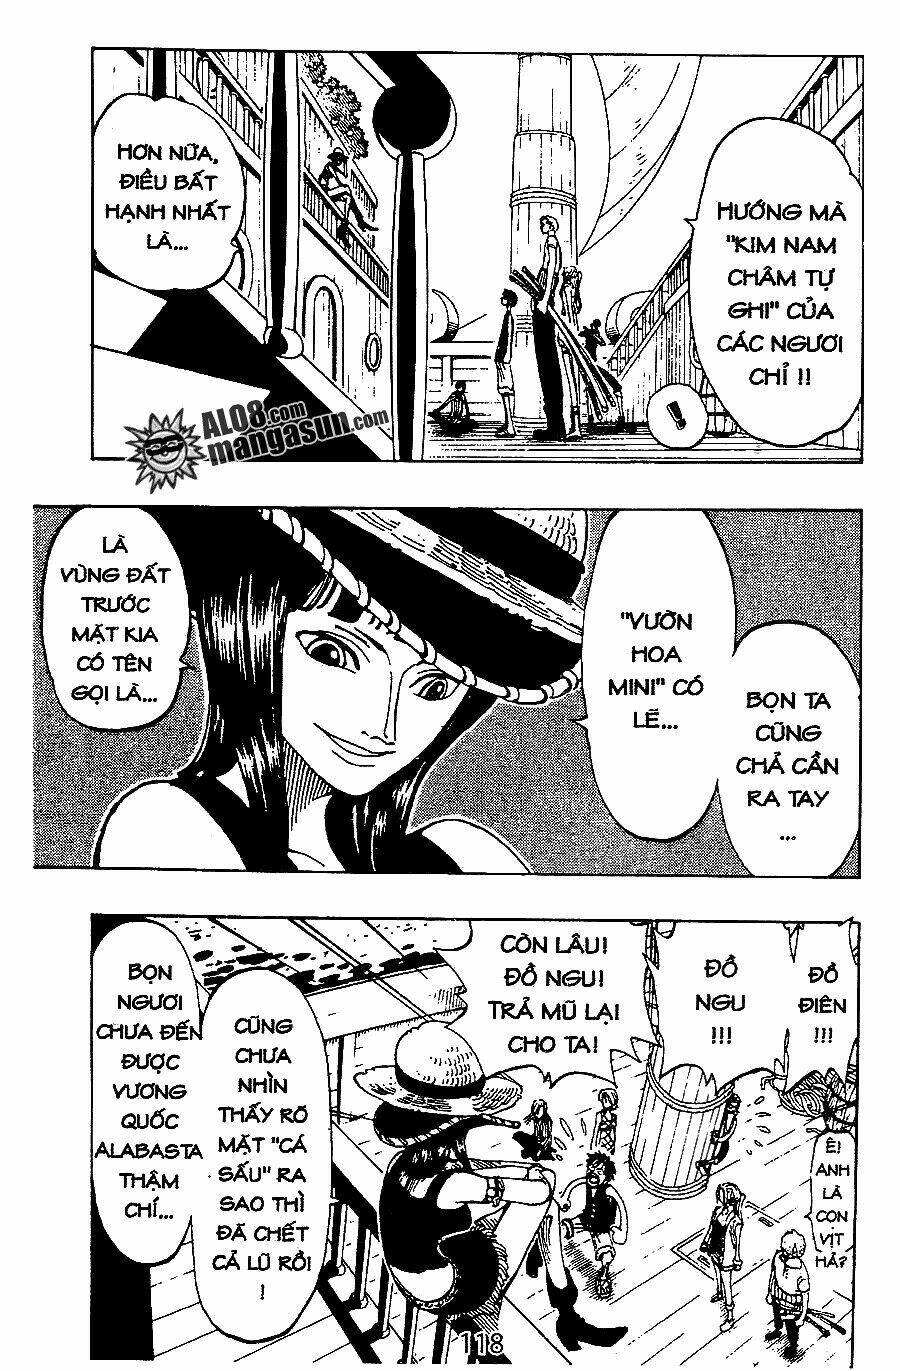 HƯỚNG MÀ
"KIM NAM
CHÂM TỰ
GHI" CỦA
CÁC NGƯƠI
CHỈ !!
!
HƠN NỮA,
ĐIỀU BẤT
HẠNH NHẤT
LÀ...
AL08.com
mangasun.com
BỌN TA
CŨNG
CHẢ CẦN
RA TAY
...
"VƯỜN
HOA
MINI" CÓ
LẼ...
LÀ
VÙNG ĐẤT
TRƯỚC
MẶT KIA
CÓ TÊN
GỌI LÀ...
ĐỒ
ĐIÊN
!!!
ĐỒ
NGU
!!!
CÒN LÂU!
ĐỒ NGU!
TRẢ MŨ LẠI
CHO TA!
Ê!
ANH
LÀ
CON
VỊT
HẢ?
CŨNG
CHƯA
NHÌN
THẤY RÕ
MẶT "CÁ
SẤU" RA
SAO THÌ
ĐÃ CHẾT
CẢ LŨ RỒI
!
BỌN
NGƯƠI
CHƯA ĐẾN
ĐƯỢC
VƯƠNG
QUỐC
ALABASTA
THẬM
CHÍ...
118